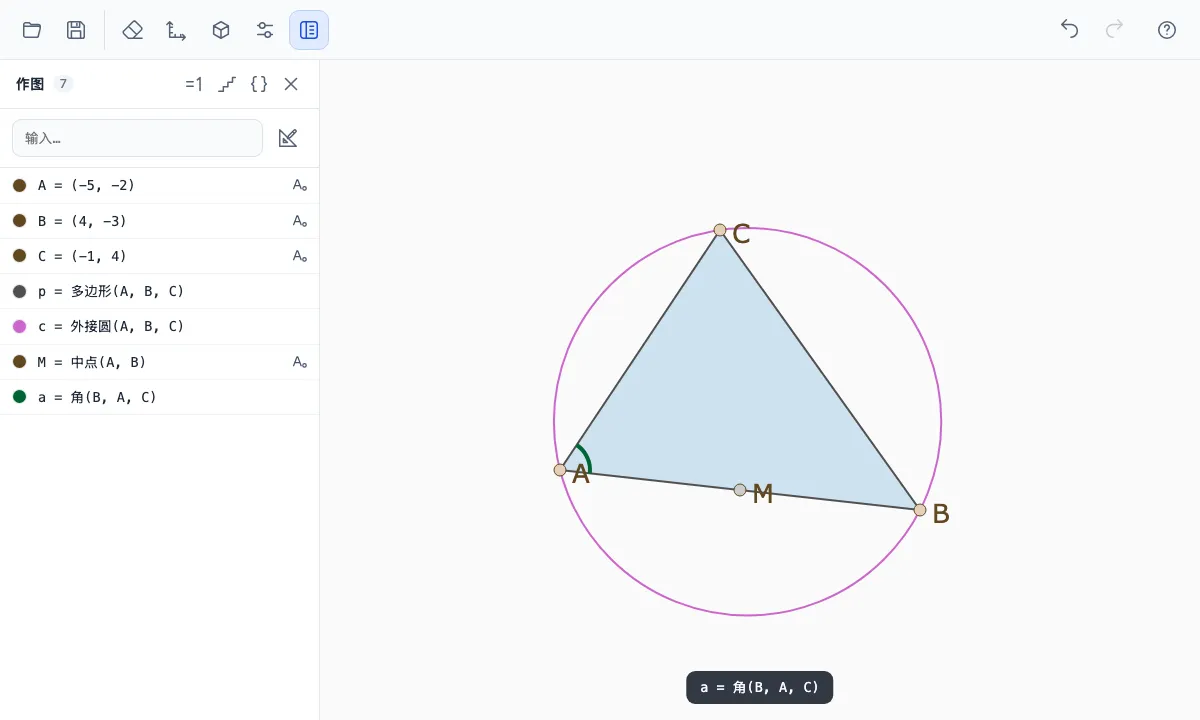 作图 7
=1
{}
输入…
A = (−5, −2)
B = (4, −3)
C = (−1, 4)
p = 多边形(A, B, C)
c = 外接圆(A, B, C)
M = 中点(A, B)
a = 角(B, A, C)
C
A
M
B
a = 角(B, A, C)